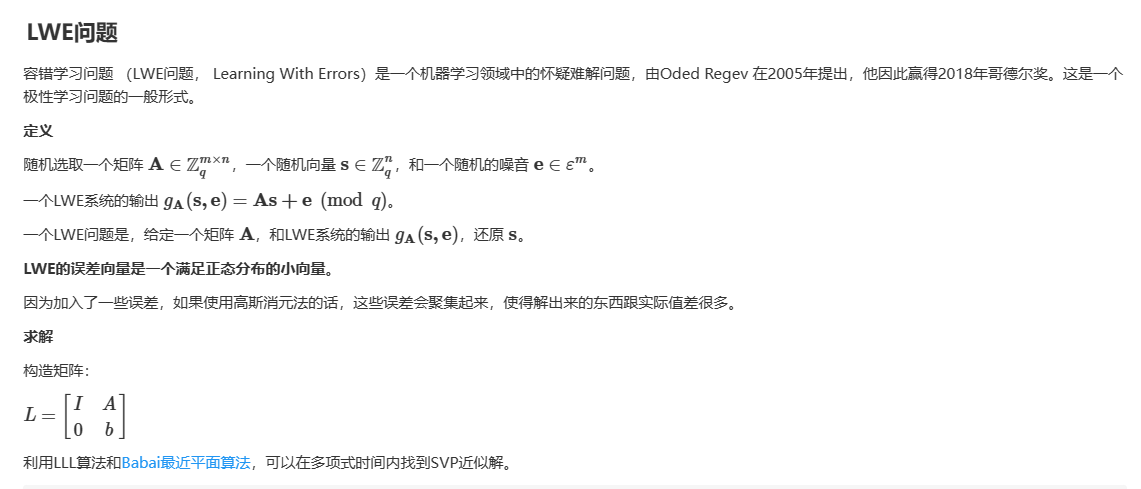 LWE问题
容错学习问题 （LWE问题， Learning With Errors）是一个机器学习领域中的怀疑难解问题，由Oded Regev 在2005年提出，他因此赢得2018年哥德尔奖。这是一个
极性学习问题的一般形式。
定义
随机选取一个矩阵 $\mathbf{A} \in \mathbb{Z}_q^{m \times n}$，一个随机向量 $\mathbf{s} \in \mathbb{Z}_q^n$，和一个随机的噪音 $\mathbf{e} \in \varepsilon^m$。
一个LWE系统的输出 $g_{\mathbf{A}}(\mathbf{s}, \mathbf{e}) = \mathbf{As} + \mathbf{e} \pmod{q}$。
一个LWE问题是，给定一个矩阵 $\mathbf{A}$，和LWE系统的输出 $g_{\mathbf{A}}(\mathbf{s}, \mathbf{e})$，还原 $\mathbf{s}$。
LWE的误差向量是一个满足正态分布的小向量。
因为加入了一些误差，如果使用高斯消元法的话，这些误差会聚集起来，使得解出来的东西跟实际值差很多。
求解
构造矩阵：
$L = \begin{bmatrix} I & A \\ 0 & b \end{bmatrix}$
利用LLL算法和Babai最近平面算法，可以在多项式时间内找到SVP近似解。